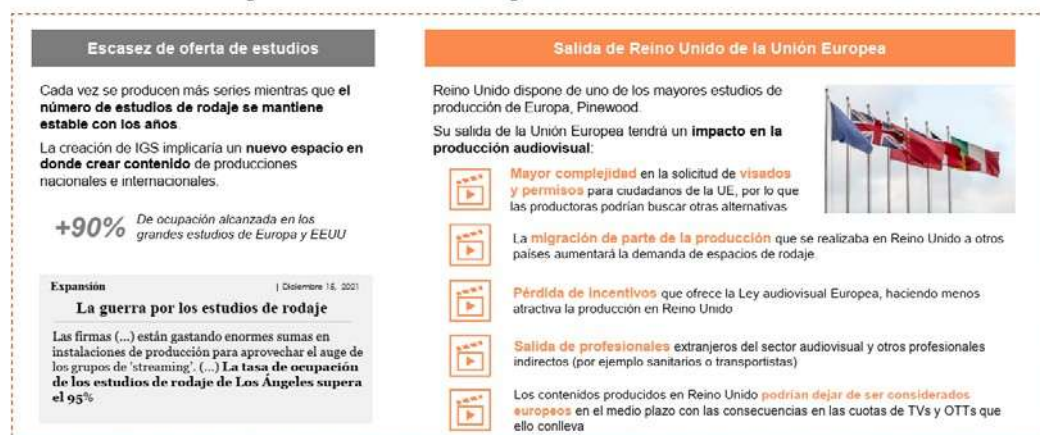 Escasez de oferta de estudios
Cada vez se producen más series mientras que el
número de estudios de rodaje se mantiene
estable con los años
La creación de IGS implicaría un nuevo espacio en
donde crear contenido de producciones
nacionales e internacionales.
+90% De ocupación alcanzada en los
grandes estudios de Europa y EEUU
Expansión | Diciembre 15, 2021
La guerra por los estudios de rodaje
Las firmas (...) están gastando enormes sumas en
instalaciones de producción para aprovechar el auge de
los grupos de 'streaming'. (...) La tasa de ocupación
de los estudios de rodaje de Los Ángeles supera
el 95%
Salida de Reino Unido de la Unión Europea
Reino Unido dispone de uno de los mayores estudios de
producción de Europa, Pinewood.
Su salida de la Unión Europea tendrá un impacto en la
producción audiovisual:
Mayor complejidad en la solicitud de visados
y permisos para ciudadanos de la UE, por lo que
las productoras podrían buscar otras alternativas
La migración de parte de la producción que se realizaba en Reino Unido a otros
países aumentará la demanda de espacios de rodaje
Pérdida de incentivos que ofrece la Ley audiovisual Europea, haciendo menos
atractiva la producción en Reino Unido
Salida de profesionales extranjeros del sector audiovisual y otros profesionales
indirectos (por ejemplo sanitarios o transportistas)
Los contenidos producidos en Reino Unido podrían dejar de ser considerados
europeos en el medio plazo con las consecuencias en las cuotas de TVs y OTTs que
ello conlleva